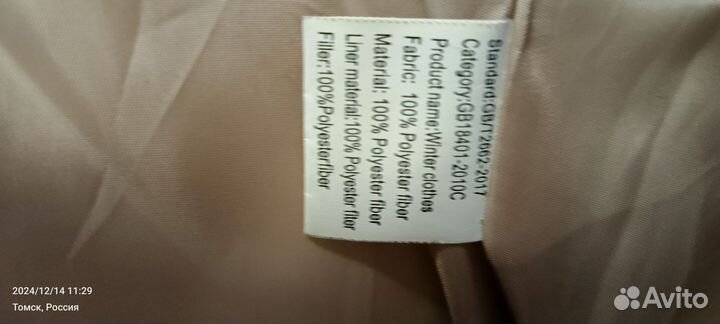 Standard:GB/T2662-2017
Category:GB18401-2010C
Product name:Winter clothes
Fabric: 100% Polyester fiber
Material: 100% Polyester fiber
Liner material:100% Polyester fiter
Filler:100%Polyesterfiber
2024/12/14 11:29
Томск, Россия
Avito